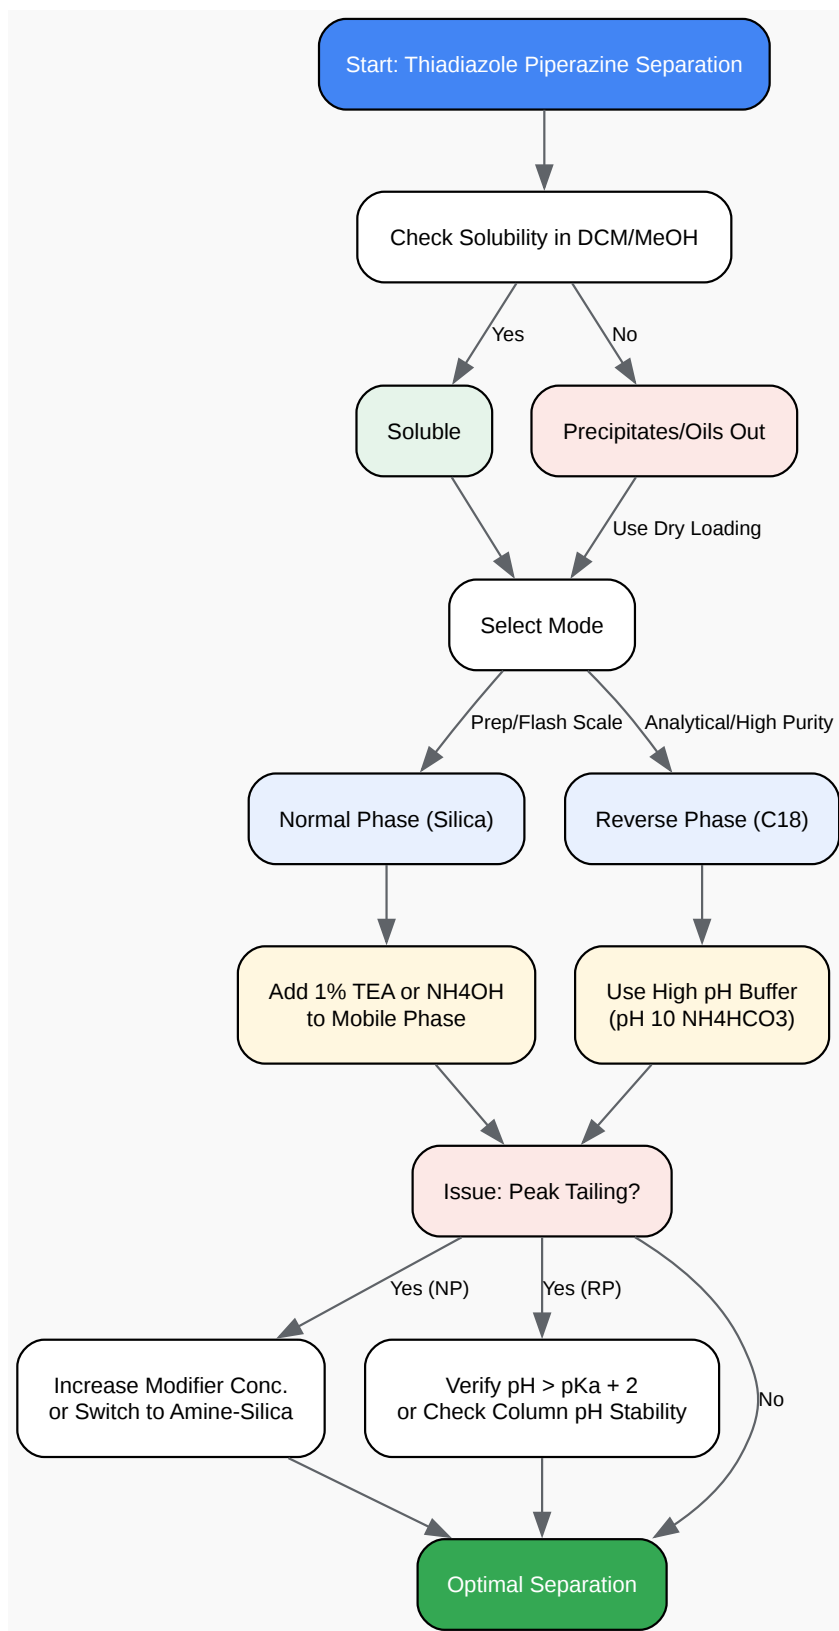 Start: Thiadiazole Piperazine Separation
Check Solubility in DCM/MeOH
Yes
No
Soluble
Precipitates/Oils Out
Use Dry Loading
Select Mode
Prep/Flash Scale
Analytical/High Purity
Normal Phase (Silica)
Reverse Phase (C18)
Add 1% TEA or NH4OH
to Mobile Phase
Use High pH Buffer
(pH 10 NH4HCO3)
Issue: Peak Tailing?
Yes (NP)
Yes (RP)
No
Increase Modifier Conc.
or Switch to Amine-Silica
Verify pH > pKa + 2
or Check Column pH Stability
Optimal Separation